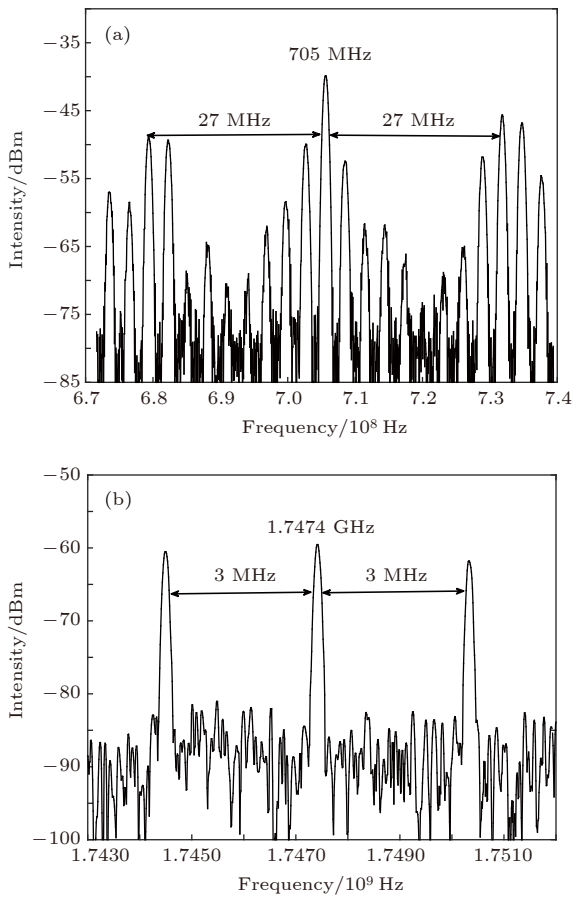 (a)
705 MHz
27 MHz 27 MHz
Intensity/dBm
−35
−45
−55
−65
−75
−85
6.7 6.8 6.9 7.0 7.1 7.2 7.3 7.4
Frequency/10⁸ Hz
(b)
1.7474 GHz
3 MHz 3 MHz
Intensity/dBm
−50
−60
−70
−80
−90
−100
1.7430 1.7450 1.7470 1.7490 1.7510
Frequency/10⁹ Hz